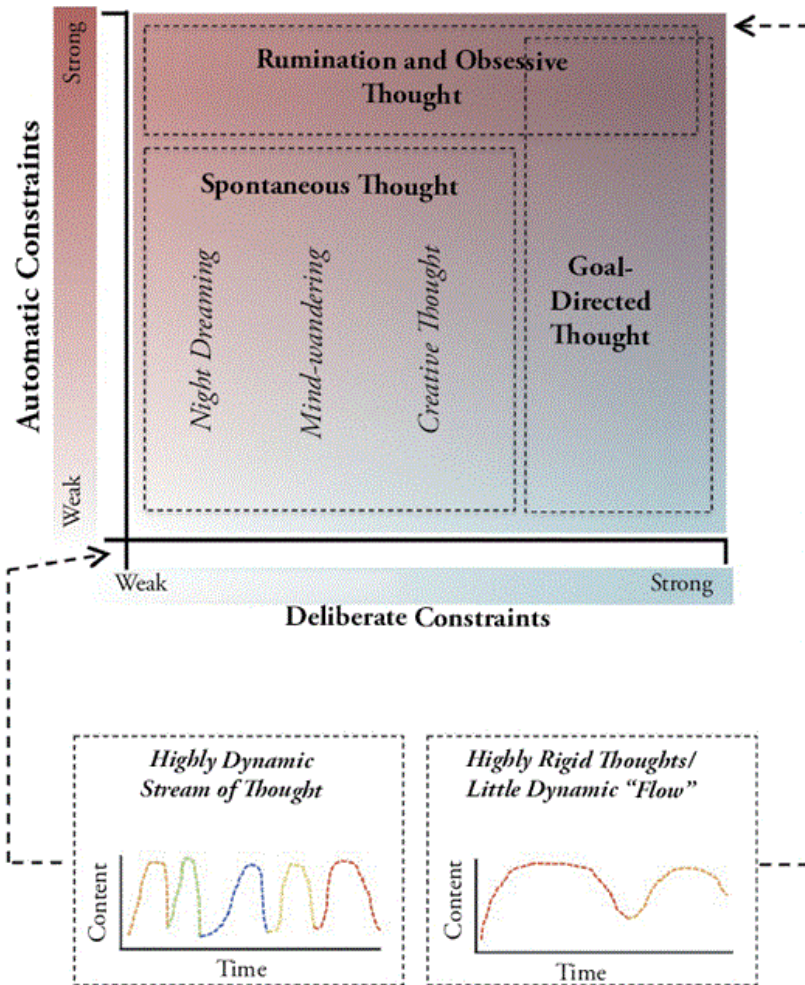 Strong
Automatic Constraints
Weak
Rumination and Obsessive
Thought
Spontaneous Thought
Night Dreaming
Mind-wandering
Creative Thought
Goal-
Directed
Thought
Weak
Strong
Deliberate Constraints
Highly Dynamic
Stream of Thought
Content
Time
Highly Rigid Thoughts/
Little Dynamic “Flow”
Content
Time